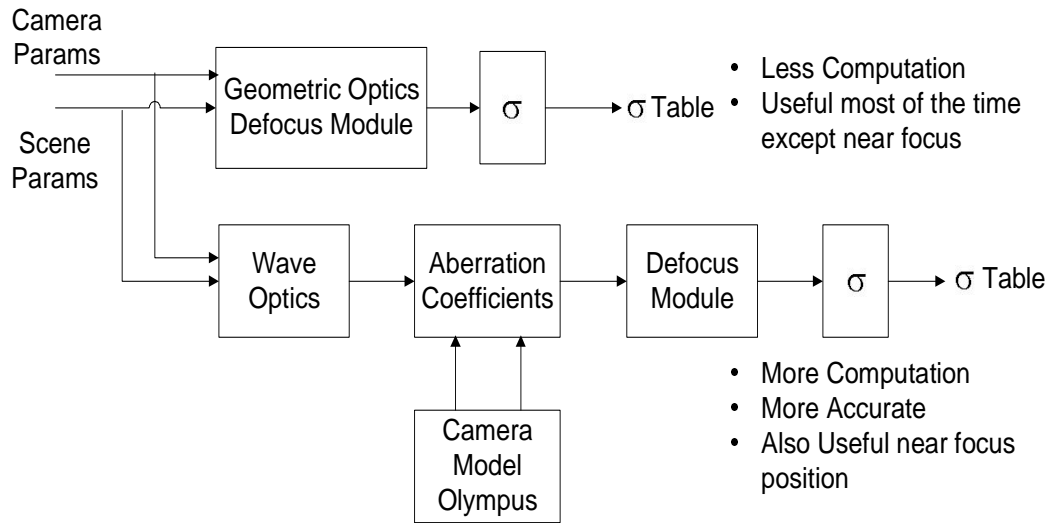 Camera
Params
Scene
Params
Geometric Optics
Defocus Module
σ
σ Table
• Less Computation
• Useful most of the time
except near focus
Wave
Optics
Aberration
Coefficients
Defocus
Module
σ
σ Table
Camera
Model
Olympus
• More Computation
• More Accurate
• Also Useful near focus
position